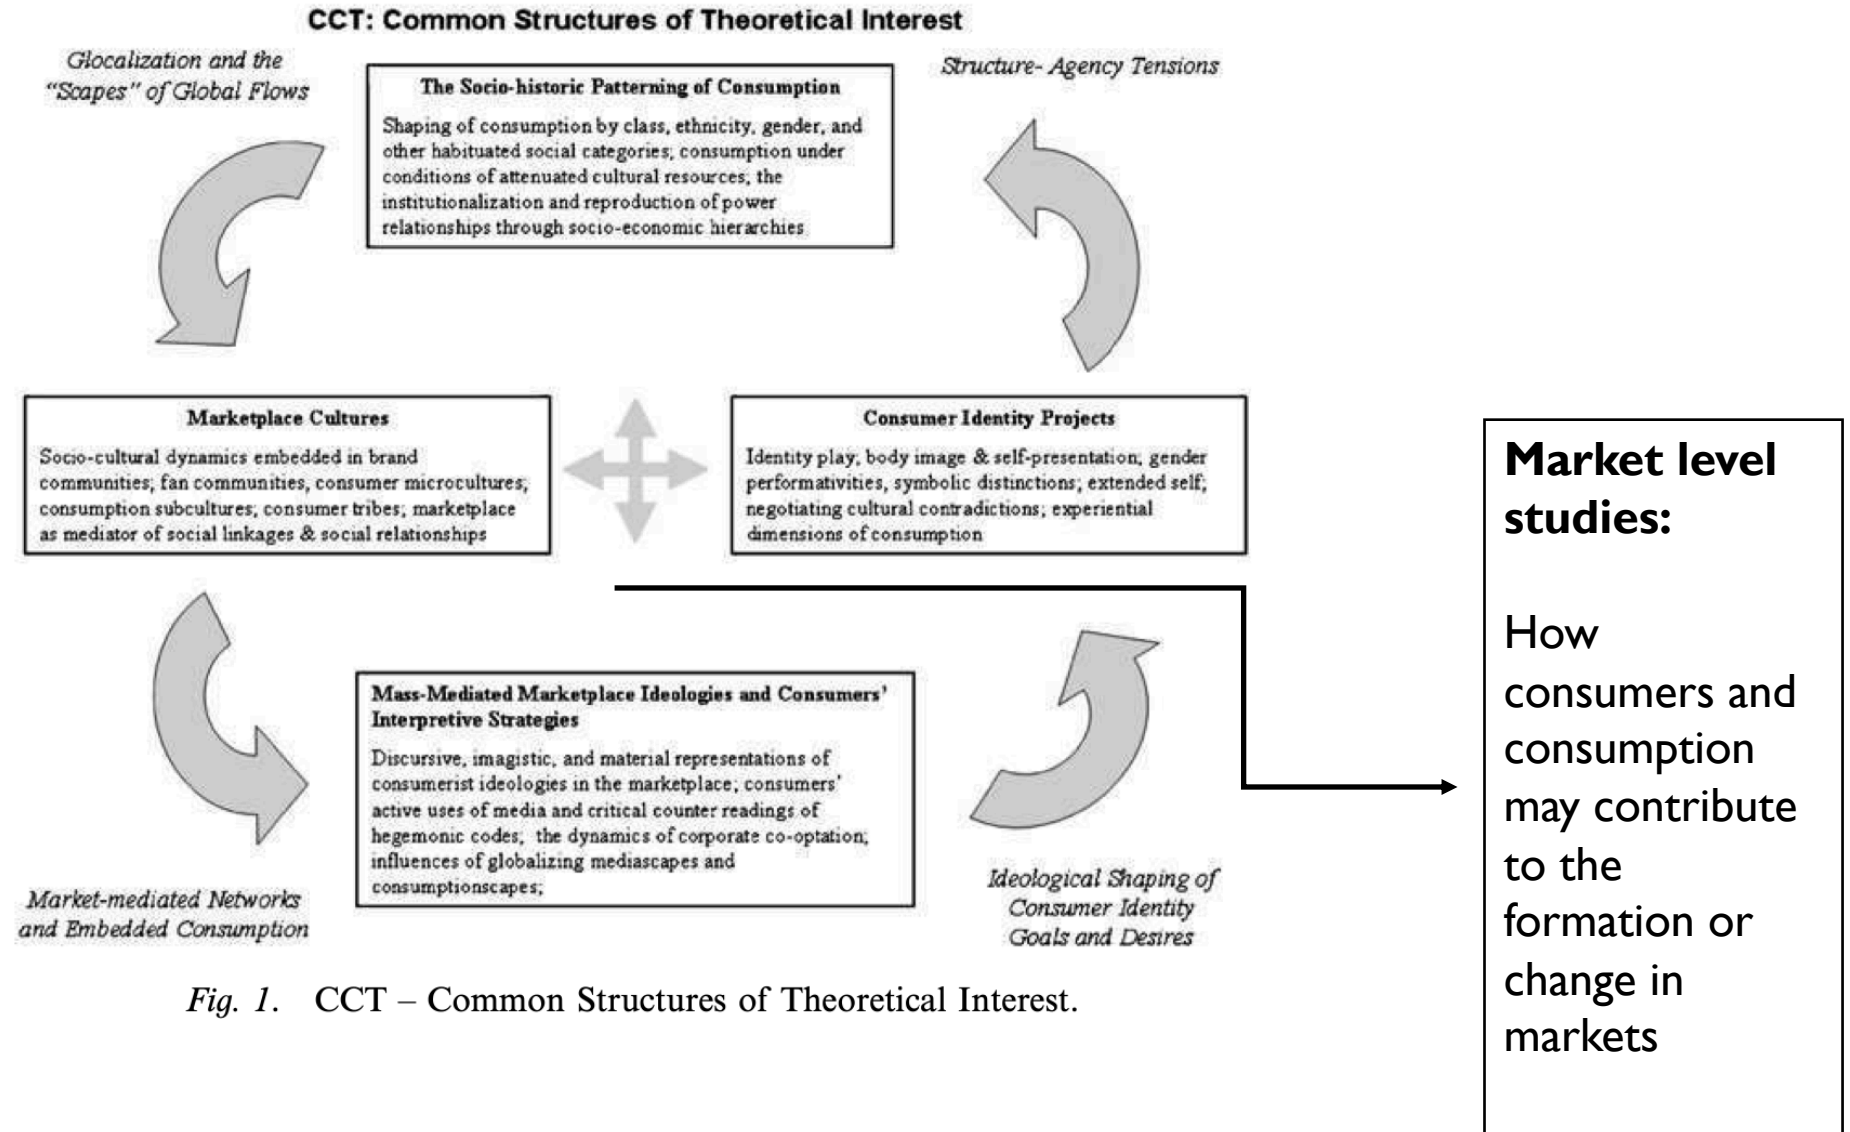 CCT: Common Structures of Theoretical Interest
Glocalization and the
“Scapes” of Global Flows
The Socio-historic Patterning of Consumption
Shaping of consumption by class, ethnicity, gender, and
other habituated social categories; consumption under
conditions of attenuated cultural resources; the
institutionalization and reproduction of power
relationships through socio-economic hierarchies
Structure- Agency Tensions
Marketplace Cultures
Socio-cultural dynamics embedded in brand
communities; fan communities, consumer microcultures;
consumption subcultures; consumer tribes; marketplace
as mediator of social linkages & social relationships
Consumer Identity Projects
Identity play, body image & self-presentation; gender
performativities, symbolic distinctions; extended self;
negotiating cultural contradictions; experiential
dimensions of consumption
Mass-Mediated Marketplace Ideologies and Consumers’
Interpretive Strategies
Discursive, imagistic, and material representations of
consumerist ideologies in the marketplace; consumers’
active uses of media and critical counter readings of
hegemonic codes;  the dynamics of corporate co-optation;
influences of globalizing mediascapes and
consumptionscapes;
Market-mediated Networks
and Embedded Consumption
Ideological Shaping of
Consumer Identity
Goals and Desires
Fig. 1. CCT – Common Structures of Theoretical Interest.
Market level
studies:
How
consumers and
consumption
may contribute
to the
formation or
change in
markets